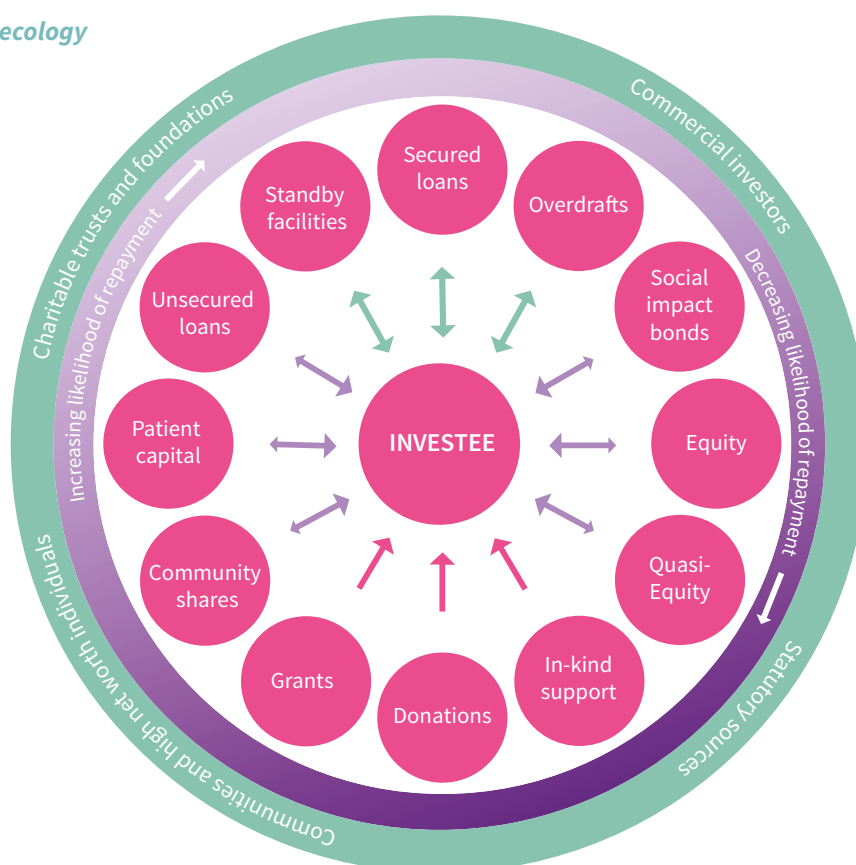 ecology
Charitable trusts and foundations
Commercial investors
Statutory sources
Communities and high net worth individuals
Increasing likelihood of repayment
Decreasing likelihood of repayment
Secured
loans
Overdrafts
Social
impact
bonds
Equity
Quasi-
Equity
In-kind
support
Donations
Grants
Community
shares
Patient
capital
Unsecured
loans
Standby
facilities
INVESTEE